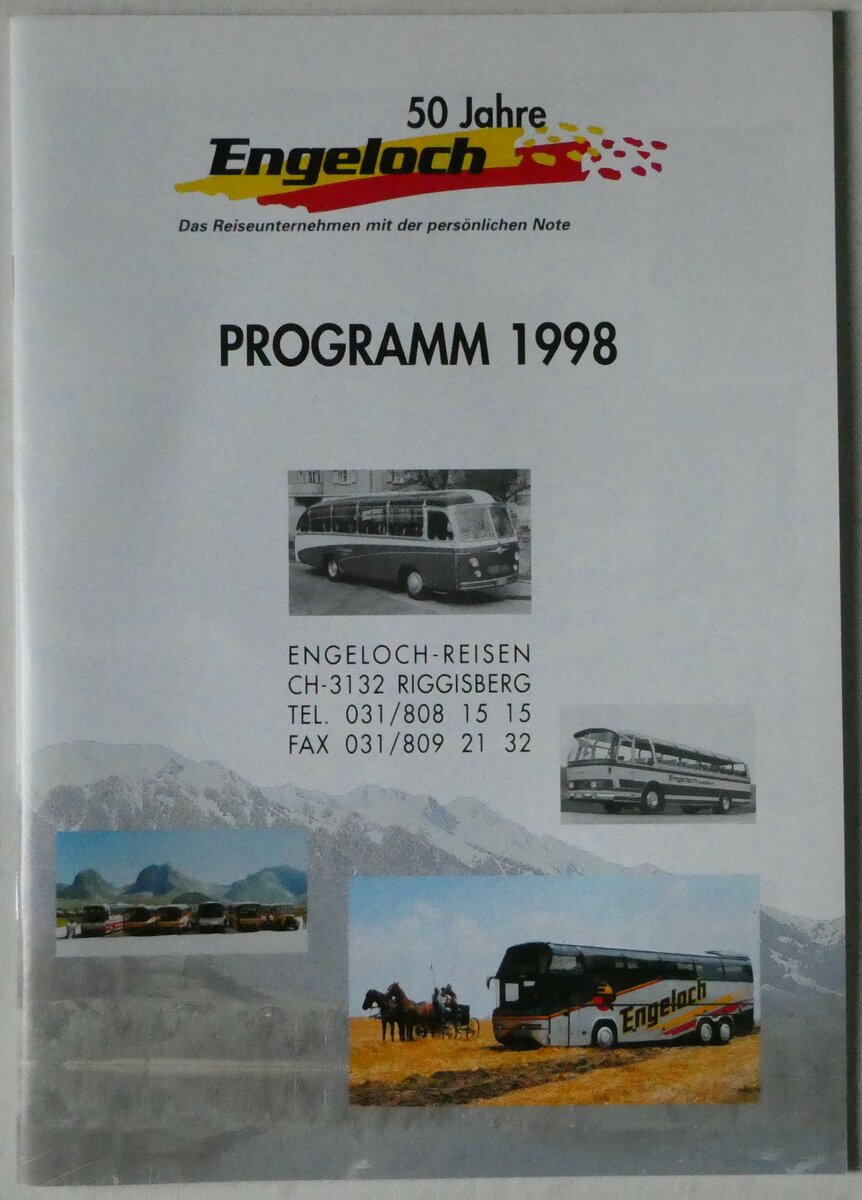 50 Jahre
Engeloch
Das Reiseunternehmen mit der persönlichen Note
PROGRAMM 1998
ENGELOCH-REISEN
CH-3132 RIGGISBERG
TEL. 031/808 15 15
FAX 031/809 21 32
Engeloch
Engeloch